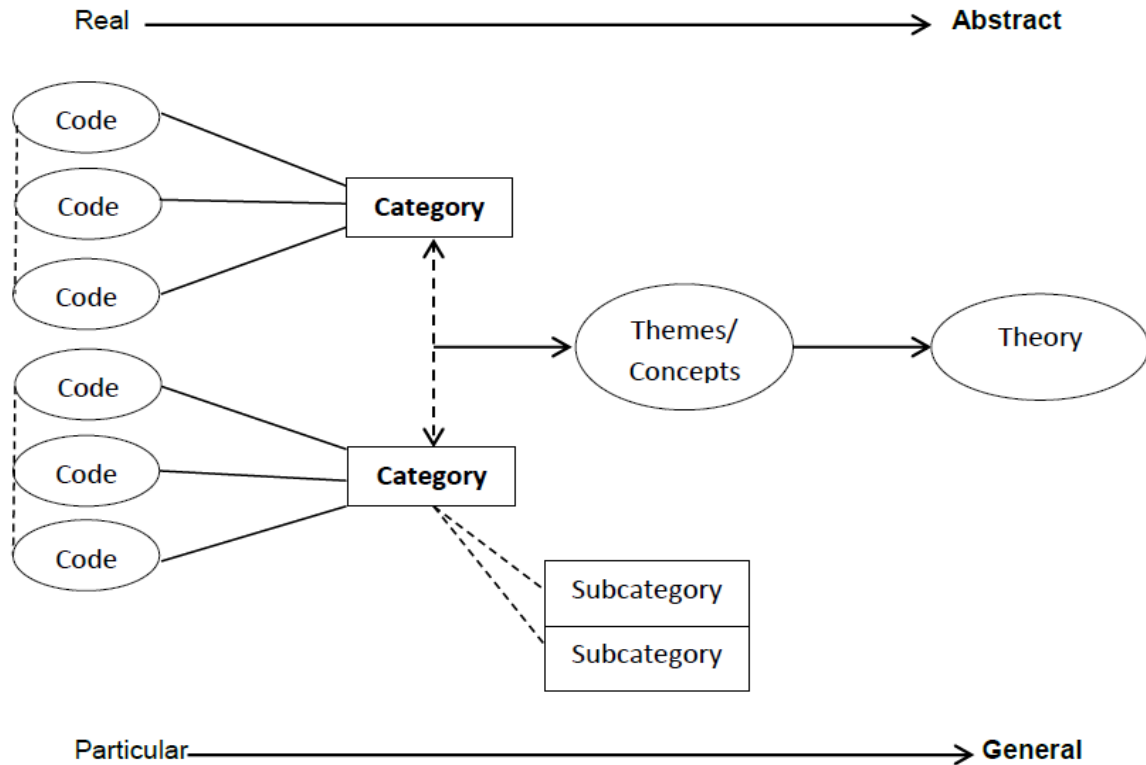 Real
Abstract
Code
Code
Category
Code
Themes/
Concepts
Theory
Code
Code
Category
Code
Subcategory
Subcategory
Particular
General